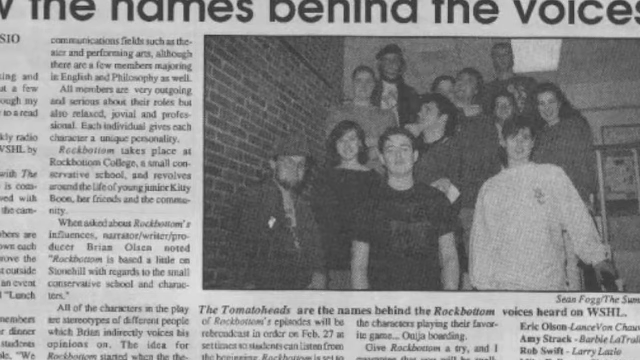 w the names behind the voices
SIO
ing and
t a few
ough my
to a read
kly radio
WSHL by
with The
is com-
ved with
the cam-
bers are
own each
rove the
t outside
an event
"Lunch
members
r dinner
students
"We
communications fields such as the-
ater and performing arts, although
there are a few members majoring
in English and Philosophy as well.
All members are very outgoing
and serious about their roles but
also relaxed, jovial and profes-
sional. Each individual gives each
character a unique personality.
Rockbottom takes place at
Rockbottom College, a small con-
servative school, and revolves
around the life of young junior Kitty
Boon, her friends and the commu-
nity.
When asked about Rockbottom's
influences, narrator/writer/pro-
ducer Brian Olsen noted
"Rockbottom is based a little on
Stonehill with regards to the small
conservative school and charac-
ters."
All of the characters in the play
are stereotypes of different people
which Brian indirectly voices his
opinions on. The idea for
Rockbottom started when the
Sean Fogg/The Sum
The Tomatoheads are the names behind the Rockbottom voices heard on WSHL.
of Rockbottom's episodes will be
rebroadcast in order on Feb. 27 at
set times so students can listen from
the beginning. Rockbottom is set to
the characters playing their favor-
ite game... Ouija boarding.
Give Rockbottom a try, and I
Eric Olson-LanceVon Chau
Amy Strack -Barbie LaTra
Rob Swift - Larry Lazlo